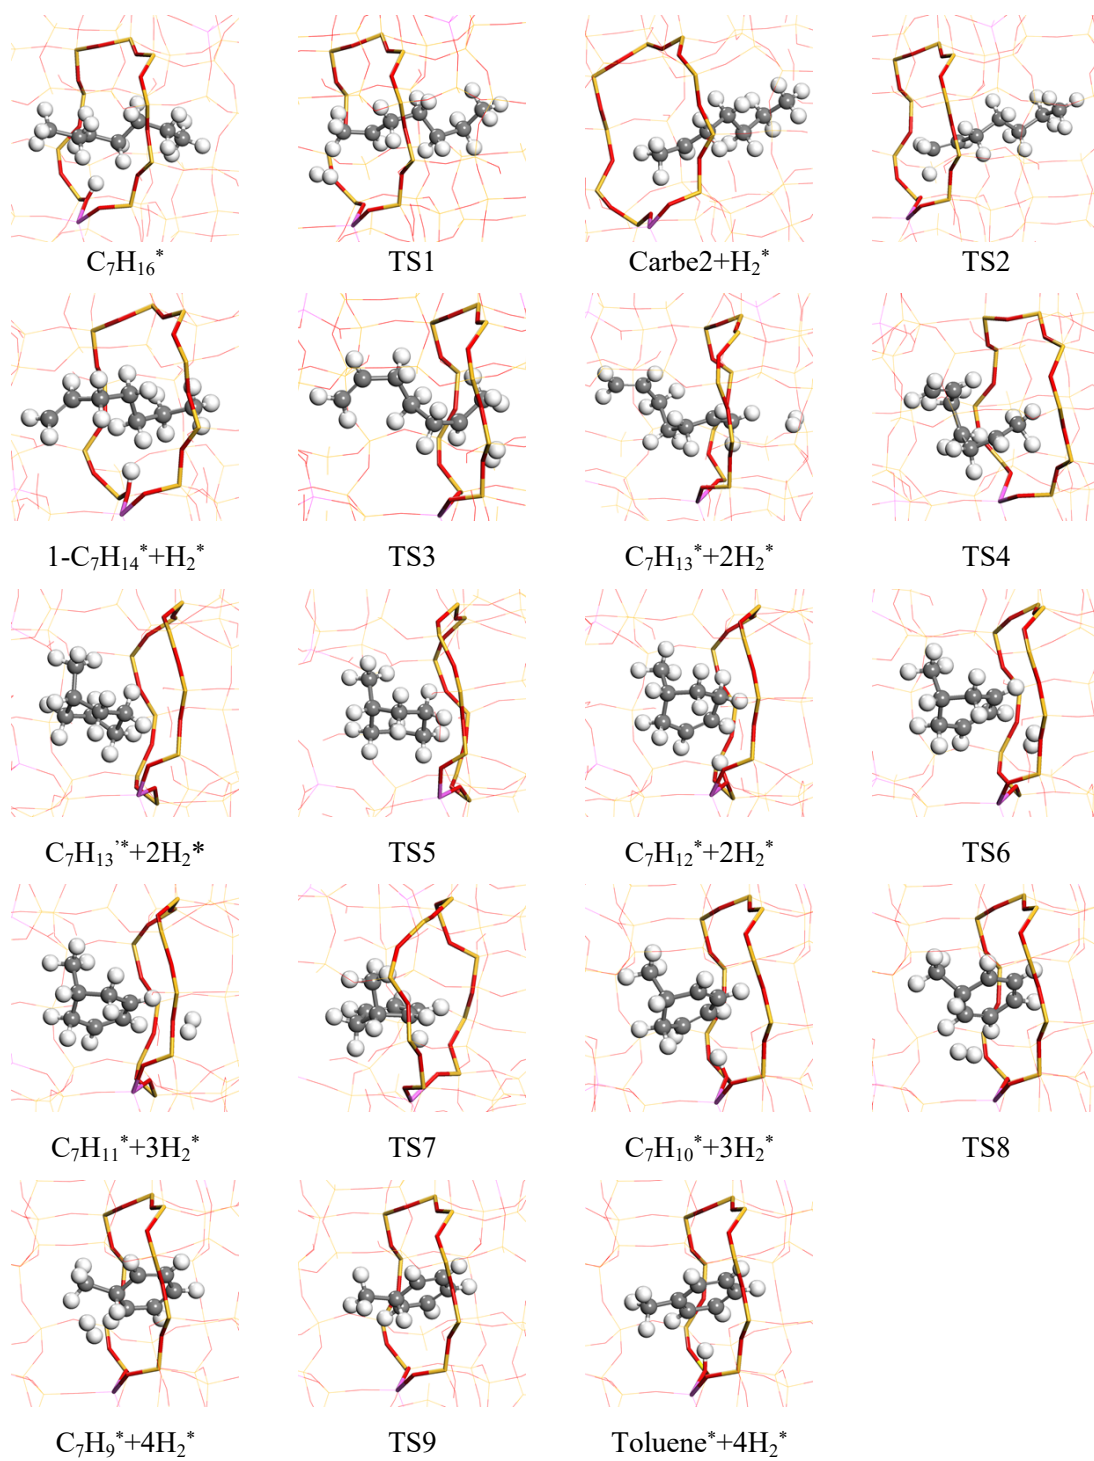 C₇H₁₆* TS1 Carbe2+H₂* TS2
1-C₇H₁₄*+H₂* TS3 C₇H₁₃*+2H₂* TS4
C₇H₁₃’*+2H₂* TS5 C₇H₁₂*+2H₂* TS6
C₇H₁₁*+3H₂* TS7 C₇H₁₀*+3H₂* TS8
C₇H₉*+4H₂* TS9 Toluene*+4H₂*